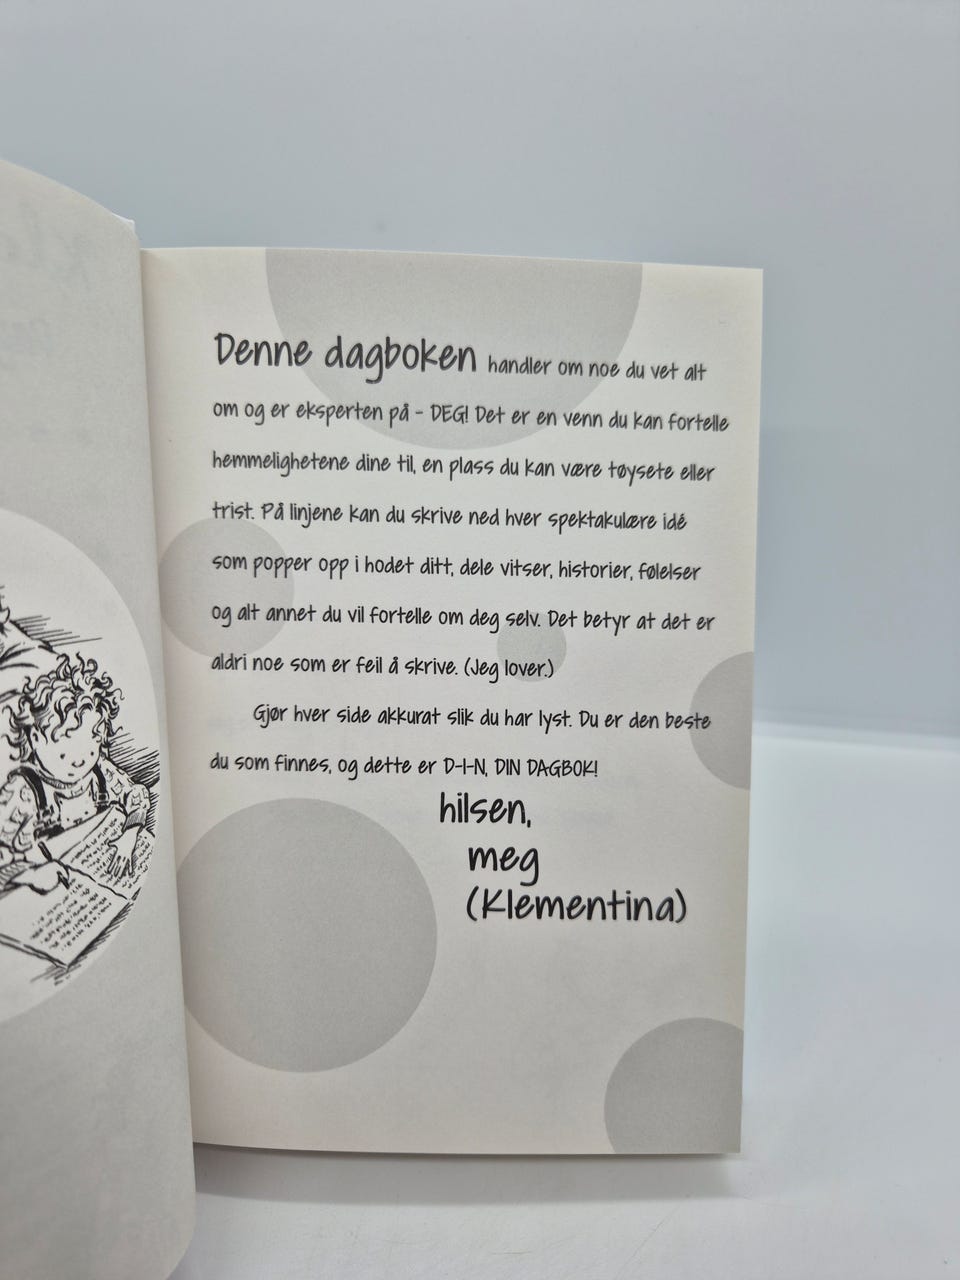 Denne dagboken handler om noe du vet alt
om og er eksperten på – DEG! Det er en venn du kan fortelle
hemmelighetene dine til, en plass du kan være tøysete eller
trist. På linjene kan du skrive ned hver spektakulære idé
som popper opp i hodet ditt, dele vitser, historier, følelser
og alt annet du vil fortelle om deg selv. Det betyr at det er
aldri noe som er feil å skrive. (Jeg lover.)
Gjør hver side akkurat slik du har lyst. Du er den beste
du som finnes, og dette er D-I-N, DIN DAGBOK!
hilsen,
meg
(Klementina)